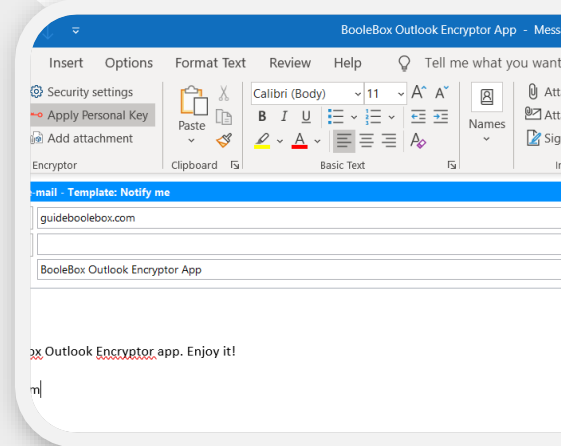 BooleBox Outlook Encryptor App - Mess
Insert Options Format Text Review Help Tell me what you want
Security settings
Apply Personal Key
Add attachment
Encryptor
Paste
Clipboard
Calibri (Body) 11 A A
B I U
A A
Basic Text
Names
Att
Att
Sig
I
e-mail - Template: Notify me
guideboolebox.com
BooleBox Outlook Encryptor App
ox Outlook Encryptor app. Enjoy it!
m